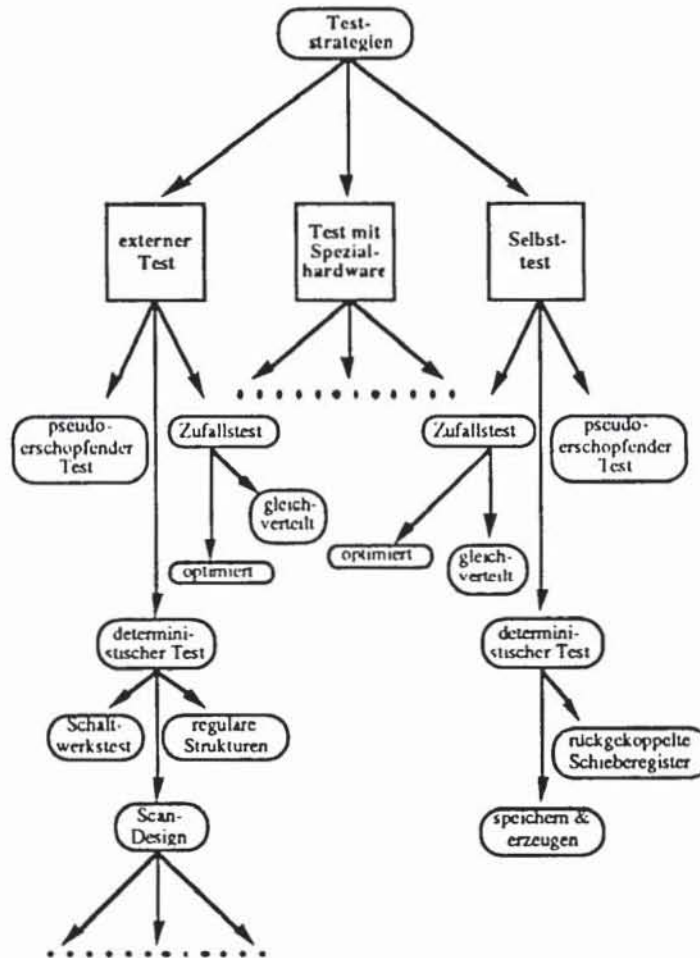 Test-
strategien
externer
Test
Test mit
Spezial-
hardware
Selbst-
test
pseudo-
erschopfender
Test
Zufallstest
Zufallstest
pseudo-
erschopfender
Test
gleich-
verteilt
optimiert
optimiert
gleich-
verteilt
determini-
stischer Test
determini-
stischer Test
Schalt-
werkstest
regulare
Strukturen
rückgekoppelte
Schieberegister
Scan-
Design
speichern &
erzeugen